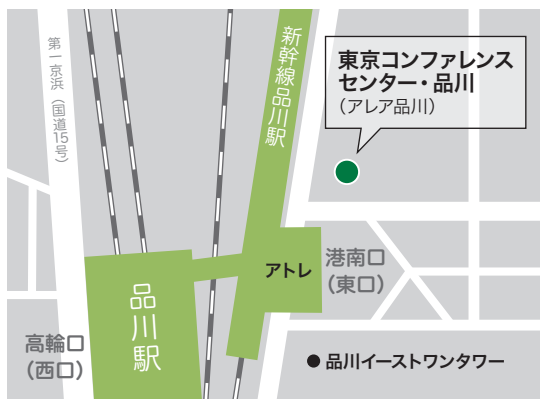 第一京浜（国道15号）
新幹線品川駅
東京コンファレンス
センター・品川
（アレア品川）
アトレ
港南口
（東口）
品川駅
高輪口
（西口）
品川イーストワンタワー